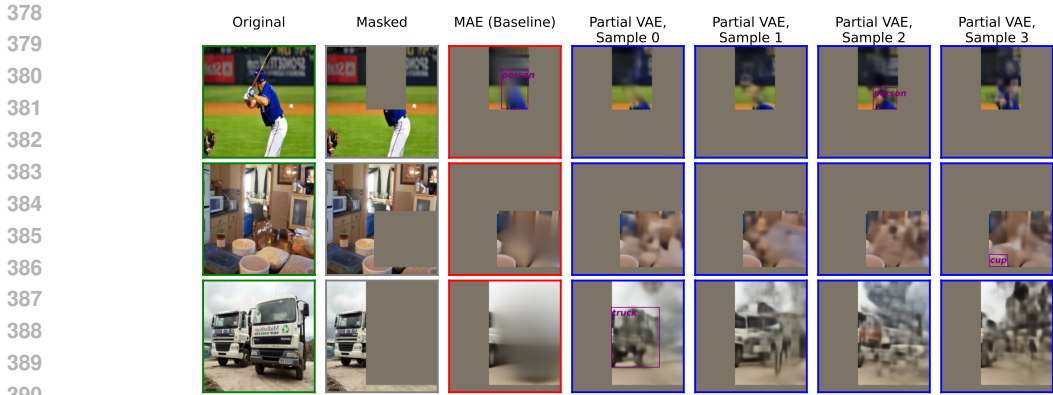 378
379
380
381
382
383
384
385
386
387
388
389
390
Original
Masked
MAE (Baseline)
Partial VAE,
Sample 0
Partial VAE,
Sample 1
Partial VAE,
Sample 2
Partial VAE,
Sample 3
person
person
cup
truck